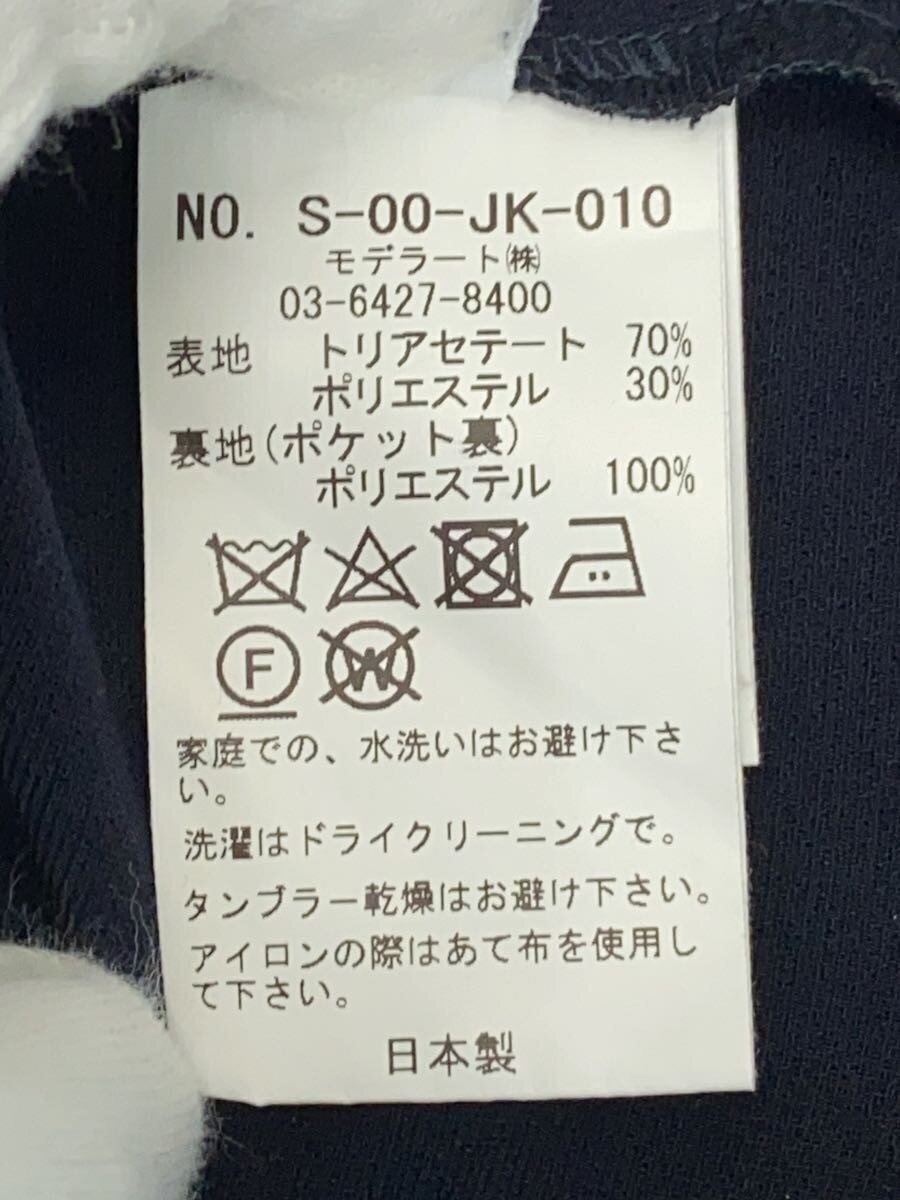 NO. S-00-JK-010
モデラート㈱
03-6427-8400
表地 トリアセテート 70%
ポリエステル 30%
裏地(ポケット裏)
ポリエステル 100%
F W
家庭での、水洗いはお避け下さ
い。
洗濯はドライクリーニングで。
タンブラー乾燥はお避け下さい。
アイロンの際はあて布を使用し
て下さい。
日本製